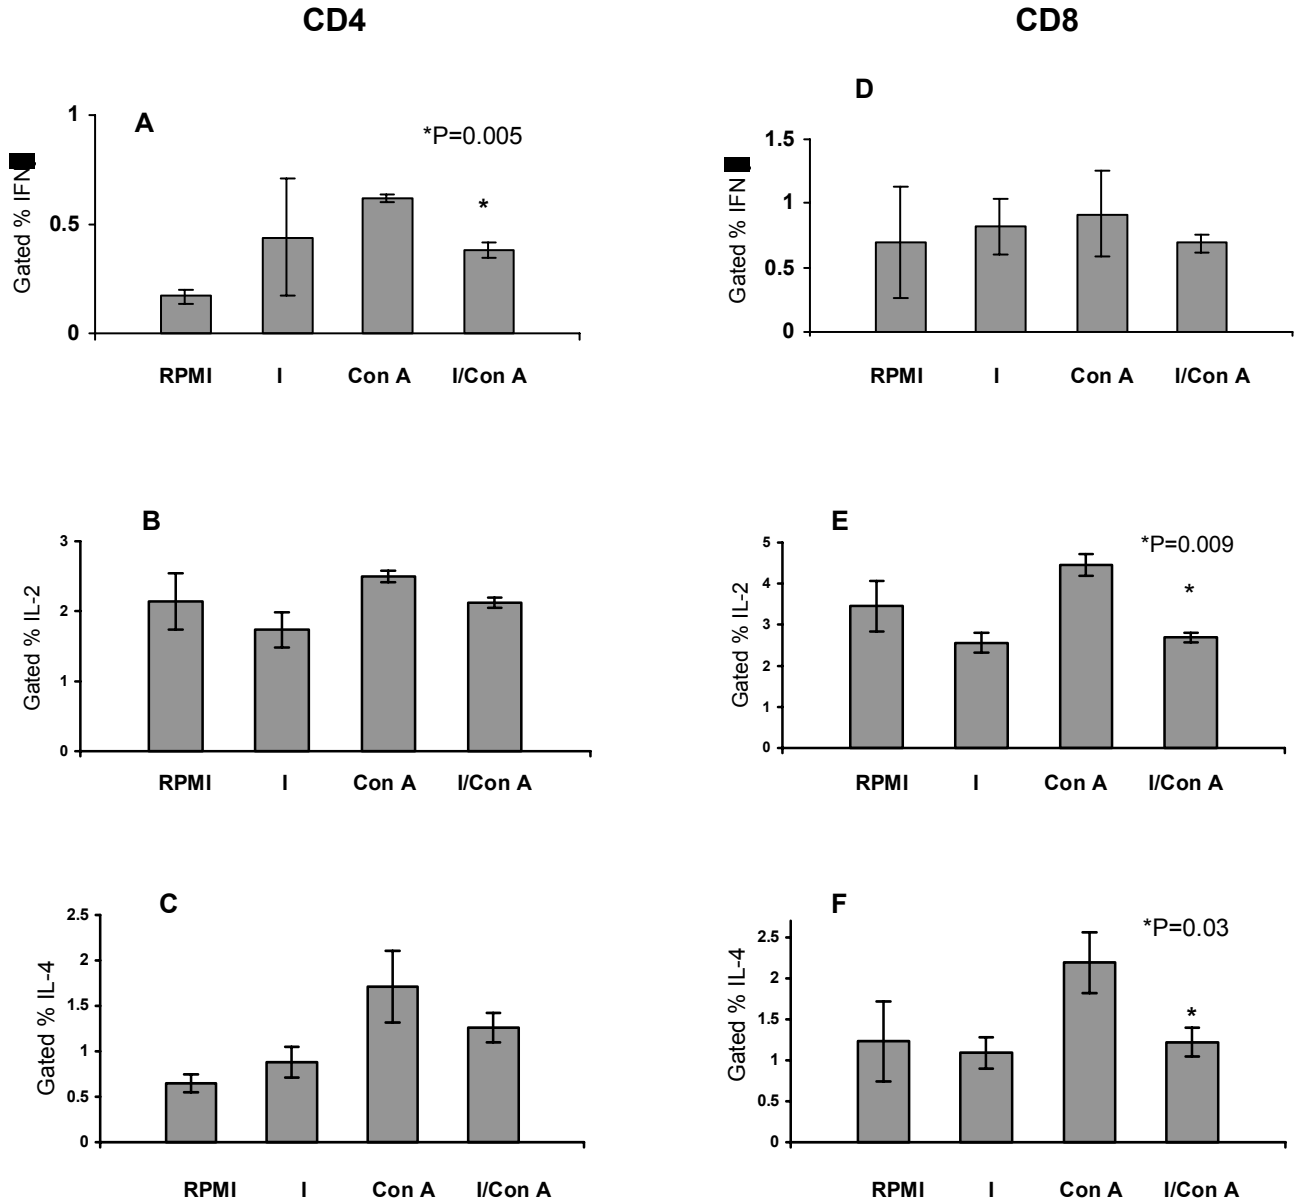 CD4
CD8
A
*P=0.005
1
0.5
0
Gated % IFN
*
RPMI I Con A I/Con A
D
1.5
1
0.5
0
Gated % IFN
RPMI I Con A I/Con A
B
3
2
1
0
Gated % IL-2
RPMI I Con A I/Con A
E
*P=0.009
5
4
3
2
1
0
Gated % IL-2
*
RPMI I Con A I/Con A
C
2.5
2
1.5
1
0.5
0
Gated % IL-4
RPMI I Con A I/Con A
F
*P=0.03
2.5
2
1.5
1
0.5
0
Gated % IL-4
*
RPMI I Con A I/Con A